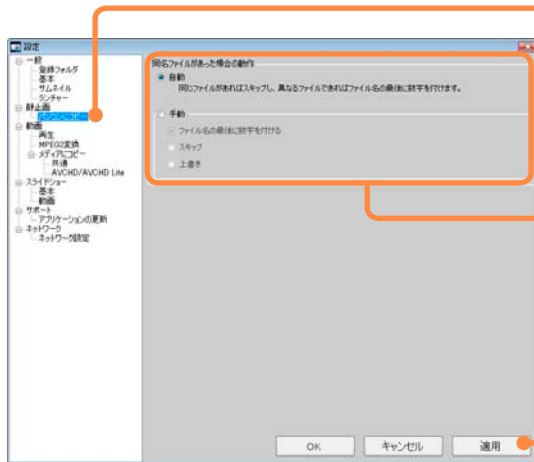 設定
一般
登録フォルダ
基本
サムネイル
ランチャー
静止画
パソコンにコピー
動画
再生
MPEG2変換
メディアにコピー
共通
AVCHD/AVCHD Lite
スライドショー
基本
動画
サポート
アプリケーションの更新
ネットワーク
ネットワーク設定
同名ファイルがあった場合の動作
自動
同じファイルがあればスキップし、異なるファイルであればファイル名の最後に数字を付けます。
手動
ファイル名の最後に数字を付ける
スキップ
上書き
OK
キャンセル
適用